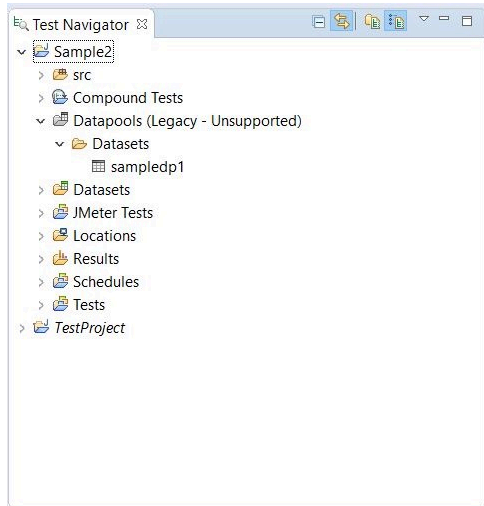 Test Navigator
Sample2
src
Compound Tests
Datapools (Legacy - Unsupported)
Datasets
sampledp1
Datasets
JMeter Tests
Locations
Results
Schedules
Tests
TestProject